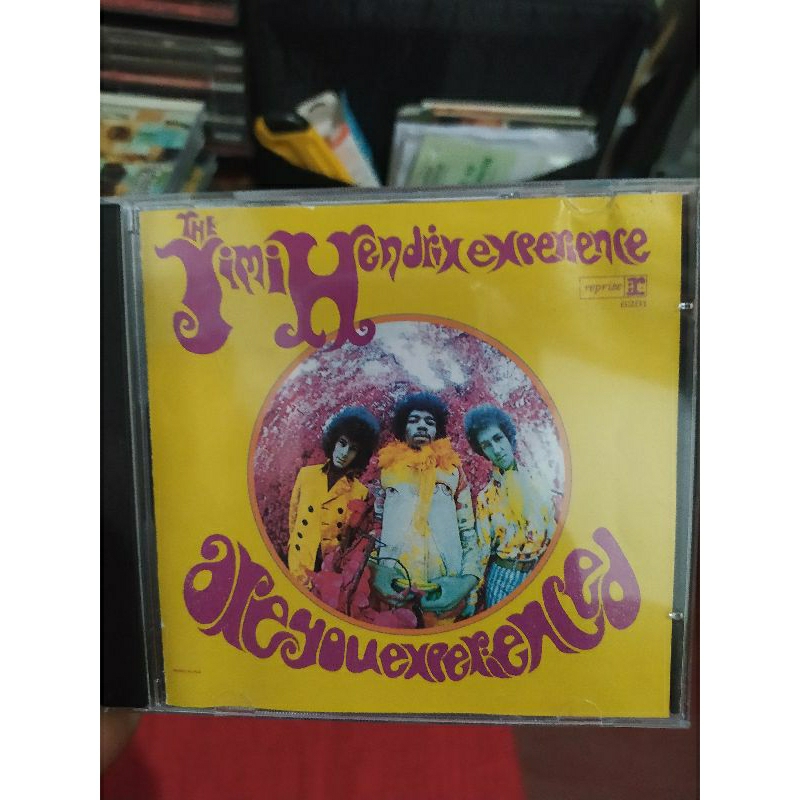 THE
Jimi Hendrix experience
reprise
are you experienced